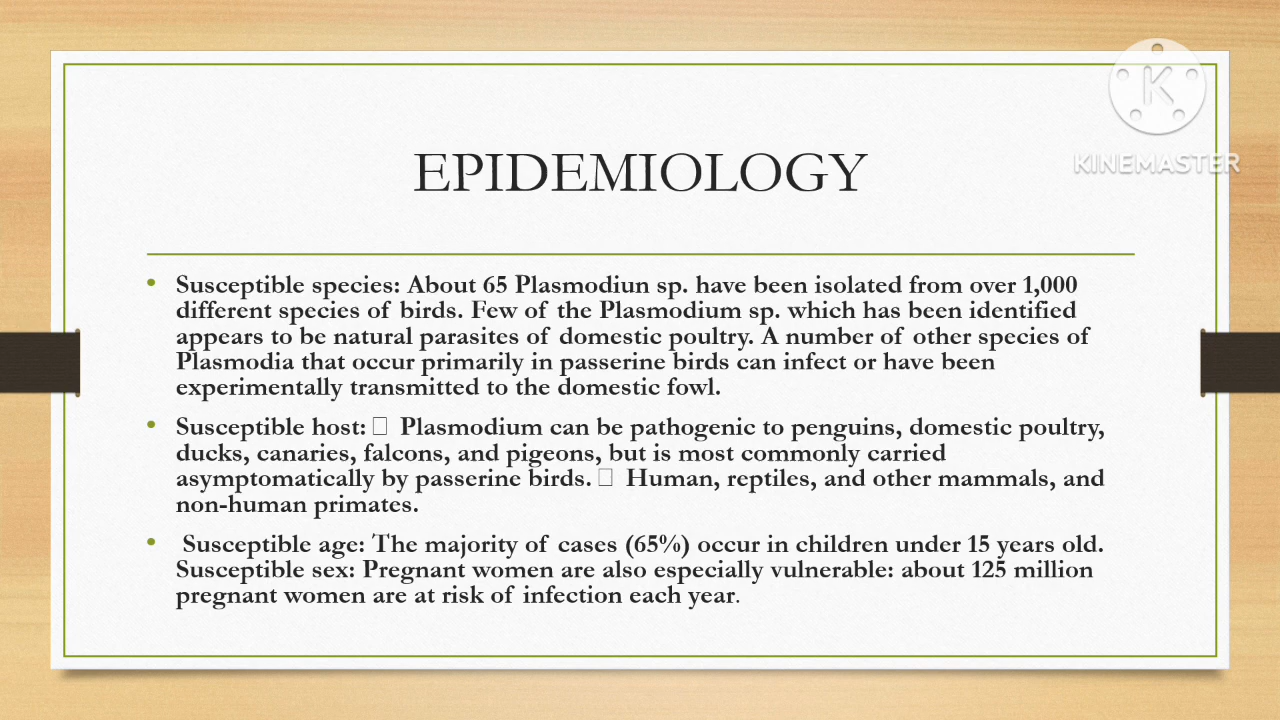 K
KINEMASTER
EPIDEMIOLOGY
• Susceptible species: About 65 Plasmodiun sp. have been isolated from over 1,000
different species of birds. Few of the Plasmodium sp. which has been identified
appears to be natural parasites of domestic poultry. A number of other species of
Plasmodia that occur primarily in passerine birds can infect or have been
experimentally transmitted to the domestic fowl.
• Susceptible host: □ Plasmodium can be pathogenic to penguins, domestic poultry,
ducks, canaries, falcons, and pigeons, but is most commonly carried
asymptomatically by passerine birds. □ Human, reptiles, and other mammals, and
non-human primates.
• Susceptible age: The majority of cases (65%) occur in children under 15 years old.
Susceptible sex: Pregnant women are also especially vulnerable: about 125 million
pregnant women are at risk of infection each year.